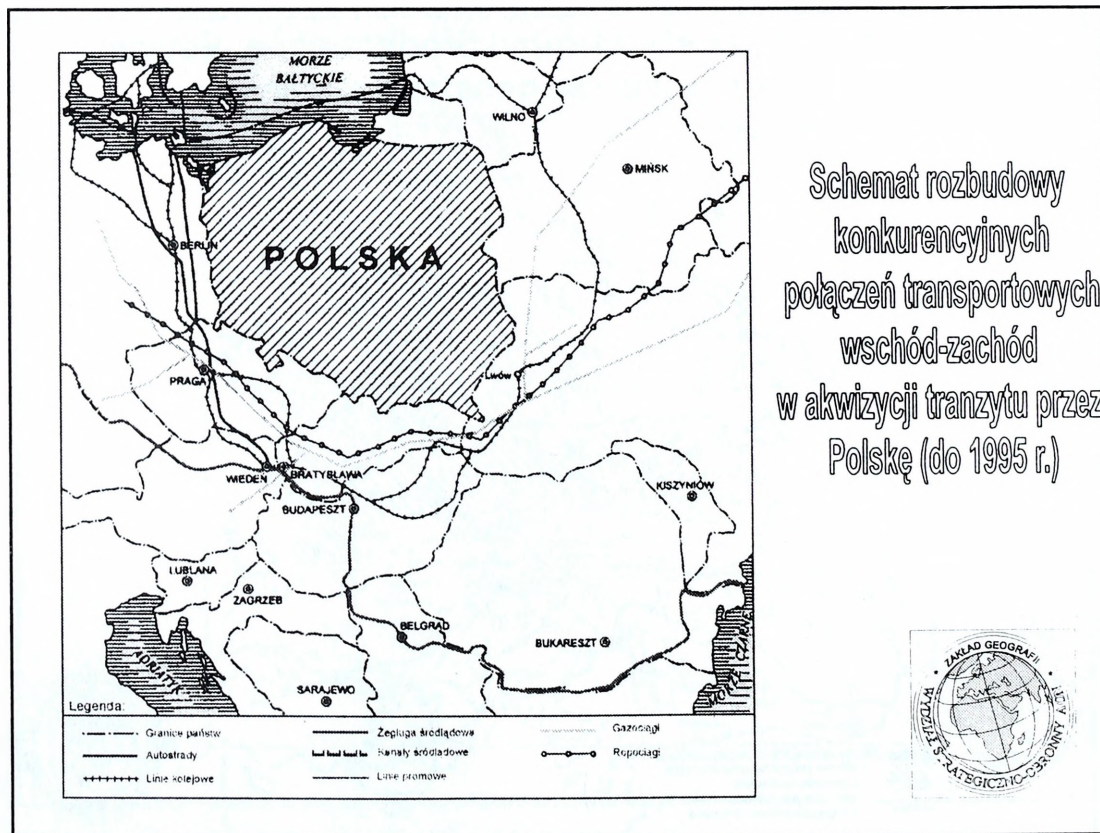 MORZE
BAŁTYCKIE
WILNO
MIŃSK
BERLIN
POLSKA
PRAGA
Lwów
WIEDEŃ
BRATYSŁAWA
BUDAPESZT
KISZYNIÓW
LUBLANA
ZAGRZEB
BELGRAD
BUKARESZT
SARAJEWO
ADRIATYK
MORZE CZARNE
Legenda:
Granice państw
Autostrady
Linie kolejowe
Żegluga śródlądowa
Kanały śródlądowe
Linie promowe
Gazociągi
Ropociągi
Schemat rozbudowy
konkurencyjnych
połączeń transportowych
wschód-zachód
w akwizycji tranzytu przez
Polskę (do 1995 r.)
ZAKŁAD GEOGRAFII
WYDZIAŁ STRATEGICZNO-OBRONNY AON